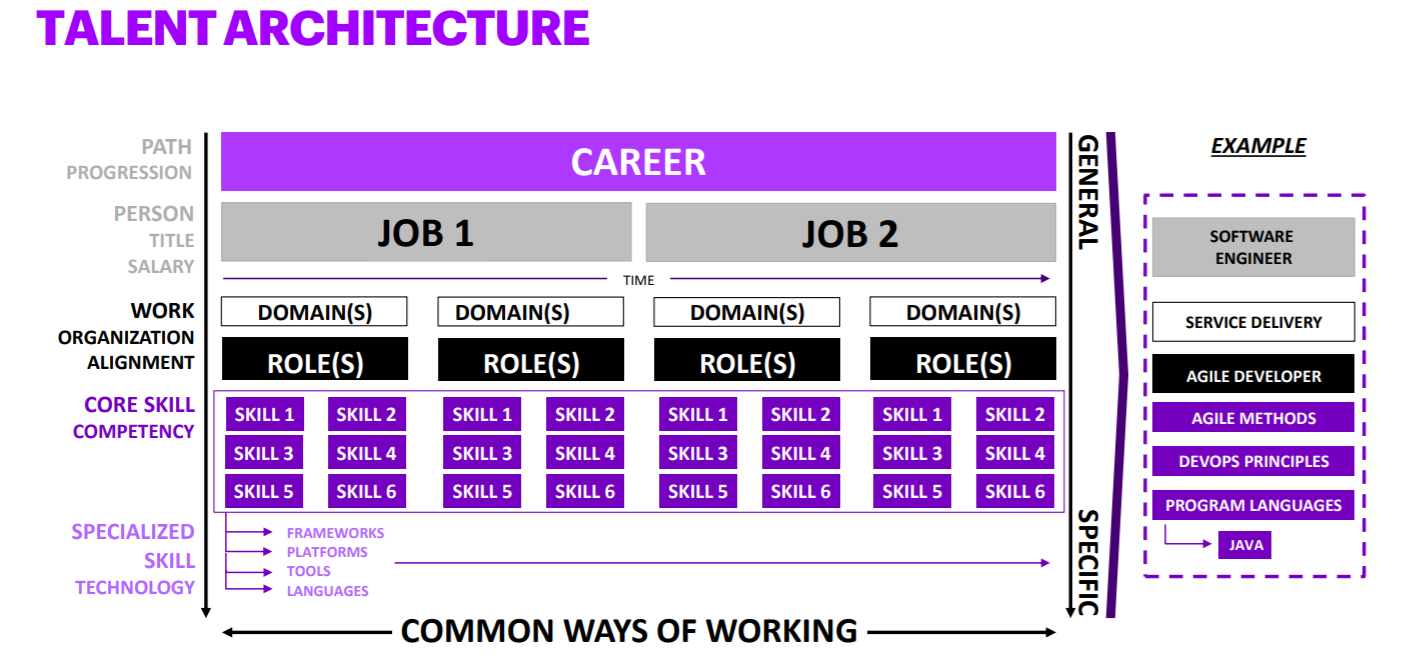 TALENT ARCHITECTURE
PATH
PROGRESSION
CAREER
PERSON
TITLE
SALARY
JOB 1
JOB 2
TIME
WORK
ORGANIZATION
ALIGNMENT
DOMAIN(S)
DOMAIN(S)
DOMAIN(S)
DOMAIN(S)
ROLE(S)
ROLE(S)
ROLE(S)
ROLE(S)
CORE SKILL
COMPETENCY
SKILL 1 SKILL 2 SKILL 1 SKILL 2 SKILL 1 SKILL 2 SKILL 1 SKILL 2
SKILL 3 SKILL 4 SKILL 3 SKILL 4 SKILL 3 SKILL 4 SKILL 3 SKILL 4
SKILL 5 SKILL 6 SKILL 5 SKILL 6 SKILL 5 SKILL 6 SKILL 5 SKILL 6
SPECIALIZED
SKILL
TECHNOLOGY
FRAMEWORKS
PLATFORMS
TOOLS
LANGUAGES
COMMON WAYS OF WORKING
GENERAL
SPECIFIC
EXAMPLE
SOFTWARE
ENGINEER
SERVICE DELIVERY
AGILE DEVELOPER
AGILE METHODS
DEVOPS PRINCIPLES
PROGRAM LANGUAGES
JAVA